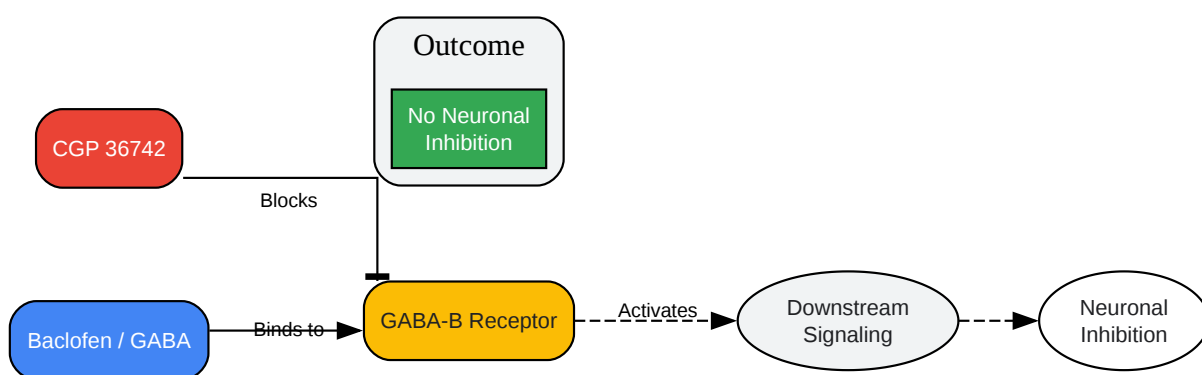 Outcome
No Neuronal
Inhibition
CGP 36742
Blocks
Baclofen / GABA
Binds to
GABA-B Receptor
Activates
Downstream
Signaling
Neuronal
Inhibition